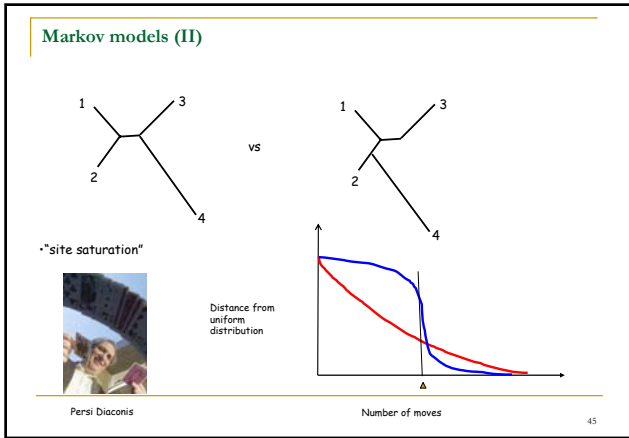 Markov models (II)
1
3
2
4
vs
1
3
2
4
•"site saturation"
Distance from
uniform
distribution
Persi Diaconis
Number of moves
45